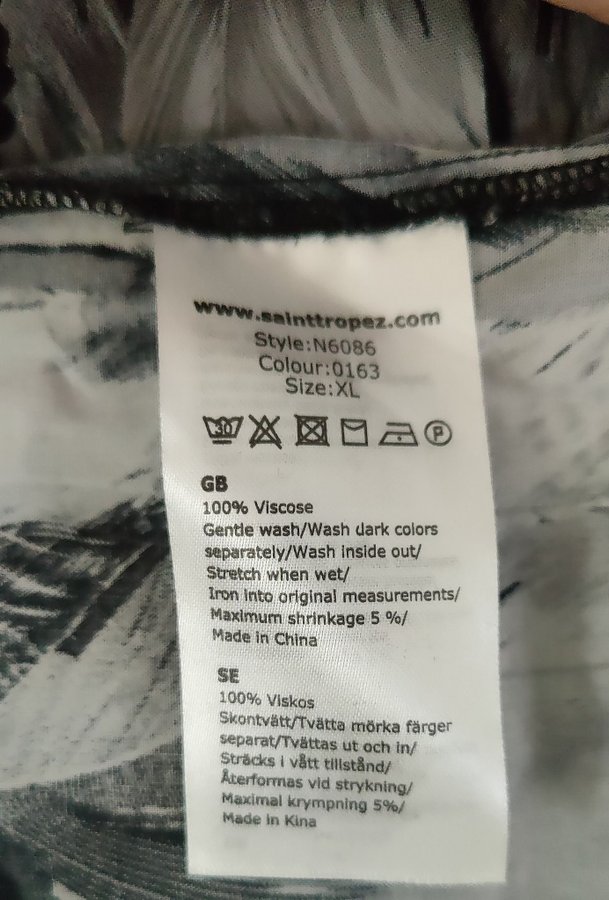 www.sainttropez.com
Style:N6086
Colour:0163
Size:XL
30 P
GB
100% Viscose
Gentle wash/Wash dark colors
separately/Wash inside out/
Stretch when wet/
Iron into original measurements/
Maximum shrinkage 5 %/
Made in China
SE
100% Viskos
Skontvätt/Tvätta mörka färger
separat/Tvättas ut och in/
Sträcks i vått tillstånd/
Återformas vid strykning/
Maximal krympning 5%/
Made in Kina